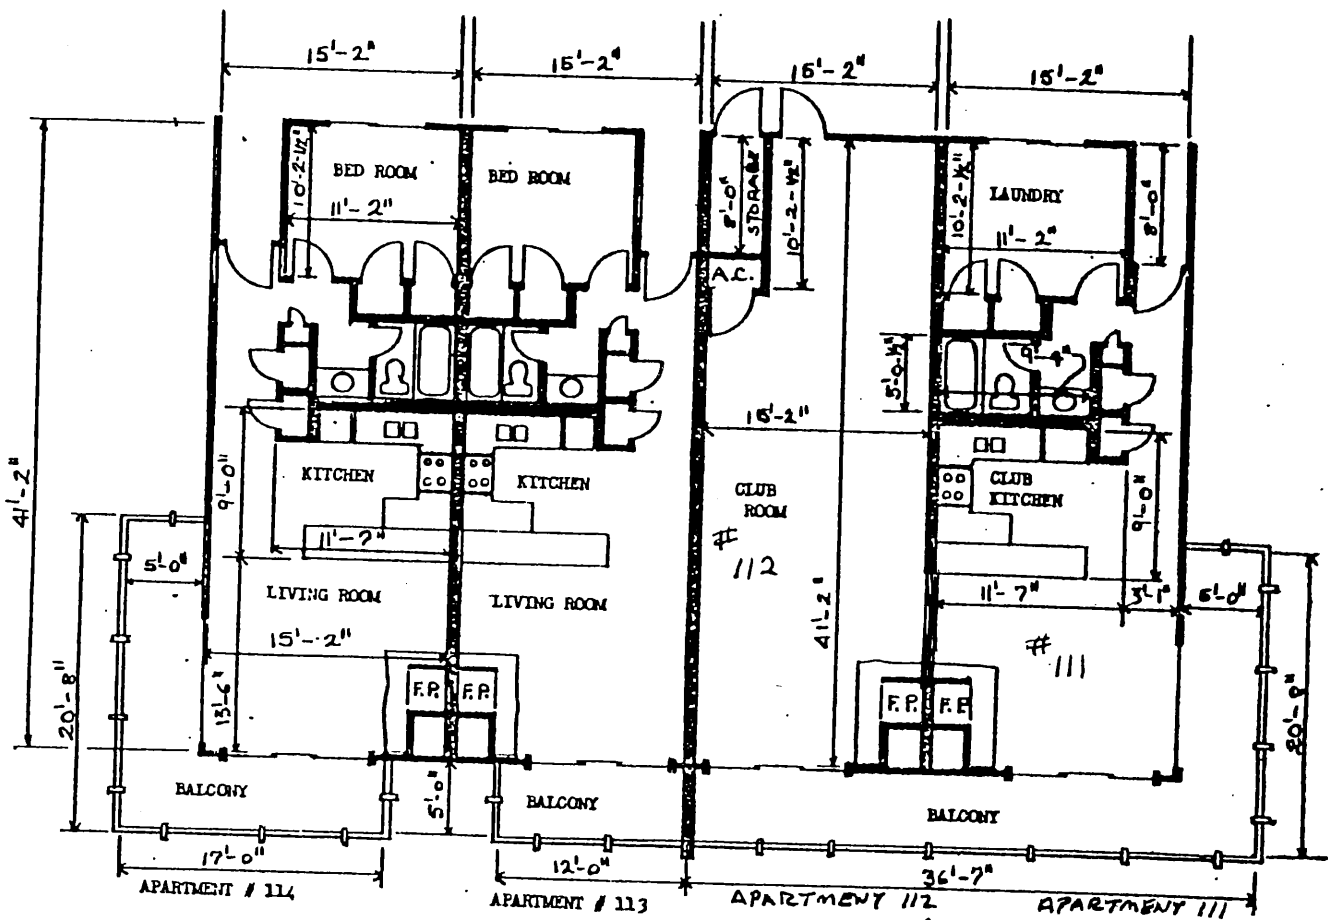 15'-2"
15'-2"
15'-2"
15'-2"
10'-2-½"
BED ROOM
BED ROOM
11'-2"
8'-0"
STORAGE
10'-2-½"
10'-2-½"
LAUNDRY
11'-2"
8'-0"
A.C.
9'-4"
5'-0-½"
15'-2"
41'-2"
9'-0"
KITCHEN
KITCHEN
CLUB
ROOM
CLUB
KITCHEN
9'-0"
#
112
11'-7"
5'-0"
LIVING ROOM
LIVING ROOM
41'-2"
11'-7"
3'-1"
5'-0"
15'-2"
#
111
20'-8"
13'-6"
F.P.
F.P.
F.P.
F.P.
20'-8"
BALCONY
5'-0"
BALCONY
BALCONY
17'-0"
12'-0"
36'-7"
APARTMENT # 114
APARTMENT # 113
APARTMENT 112
APARTMENT 111